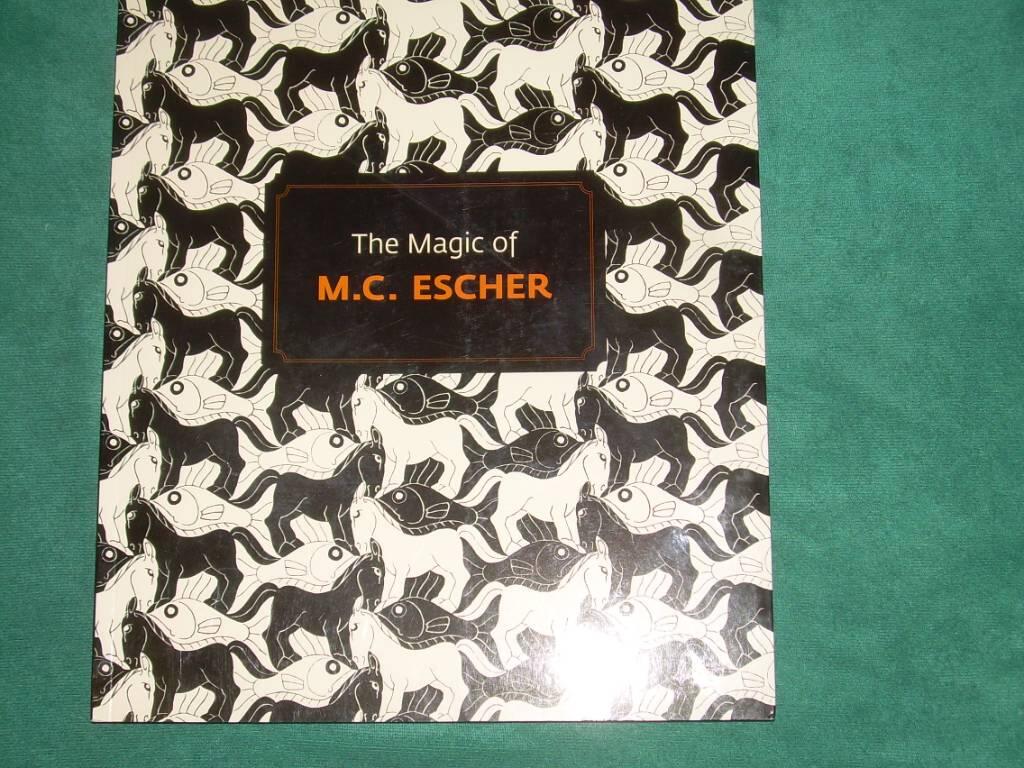 The Magic of
M.C. ESCHER